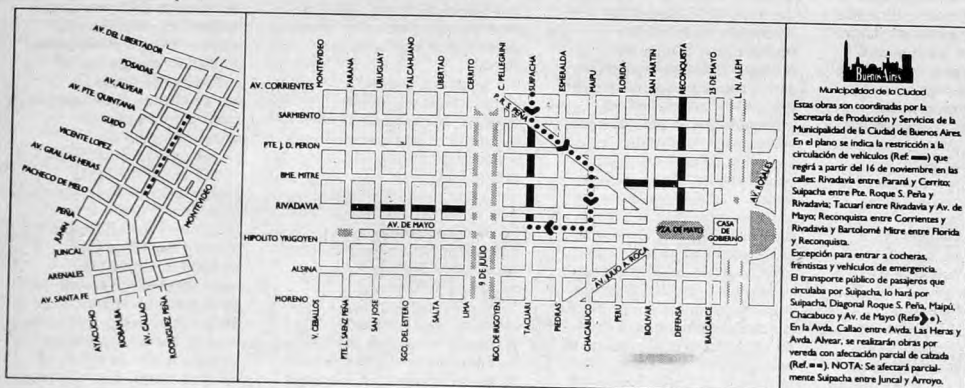 AV. DEL LIBERTADOR
POSADAS
AV. ALVEAR
AV. PTE. QUINTANA
GUIDO
VICENTE LOPEZ
AV. GRAL LAS HERAS
PACHECO DE MELO
PEÑA
JUNIN
JUNCAL
ARENALES
AV. SANTA FE
AYACUCHO
RIOBAMBA
AV. CALLAO
RODRIGUEZ PEÑA
MONTEVIDEO
MONTEVIDEO
PARANA
URUGUAY
TALCAHUANO
LIBERTAD
CERRITO
C. PELLEGRINI
SUIPACHA
ESMERALDA
MAIPU
FLORIDA
SAN MARTIN
RECONQUISTA
25 DE MAYO
L. N. ALEM
AV. CORRIENTES
SARMIENTO
PTE. J. D. PERON
BME. MITRE
RIVADAVIA
AV. DE MAYO
HIPOLITO YRIGOYEN
ALSINA
MORENO
R. S. PEÑA
9 DE JULIO
PZA. DE MAYO
CASA
DE
GOBIERNO
AV. ROSALES
AV. JULIO A. ROCA
V. CEBALLOS
PTE. L. SAENZ PEÑA
SAN JOSE
SGO. DEL ESTERO
SALTA
LIMA
BDO. DE IRIGOYEN
TACUARI
PIEDRAS
CHACABUCO
PERU
BOLIVAR
DEFENSA
BALCARCE
Buenos Aires
Municipalidad de la Ciudad
Estas obras son coordinadas por la
Secretaría de Producción y Servicios de la
Municipalidad de la Ciudad de Buenos Aires.
En el plano se indica la restricción a la
circulación de vehículos (Ref. ) que
regirá a partir del 16 de noviembre en las
calles: Rivadavia entre Paraná y Cerrito;
Suipacha entre Pte. Roque S. Peña y
Rivadavia; Tacuarí entre Rivadavia y Av. de
Mayo; Reconquista entre Corrientes y
Rivadavia y Bartolomé Mitre entre Florida
y Reconquista.
Excepción para entrar a cocheras,
frentistas y vehículos de emergencia.
El transporte público de pasajeros que
circulaba por Suipacha, lo hará por
Suipacha, Diagonal Roque S. Peña, Maipú,
Chacabuco y Av. de Mayo (Ref. ).
En la Avda. Callao entre Avda. Las Heras y
Avda. Alvear, se realizarán obras por
vereda con afectación parcial de calzada
(Ref. ). NOTA: Se afectará parcial-
mente Suipacha entre Juncal y Arroyo.